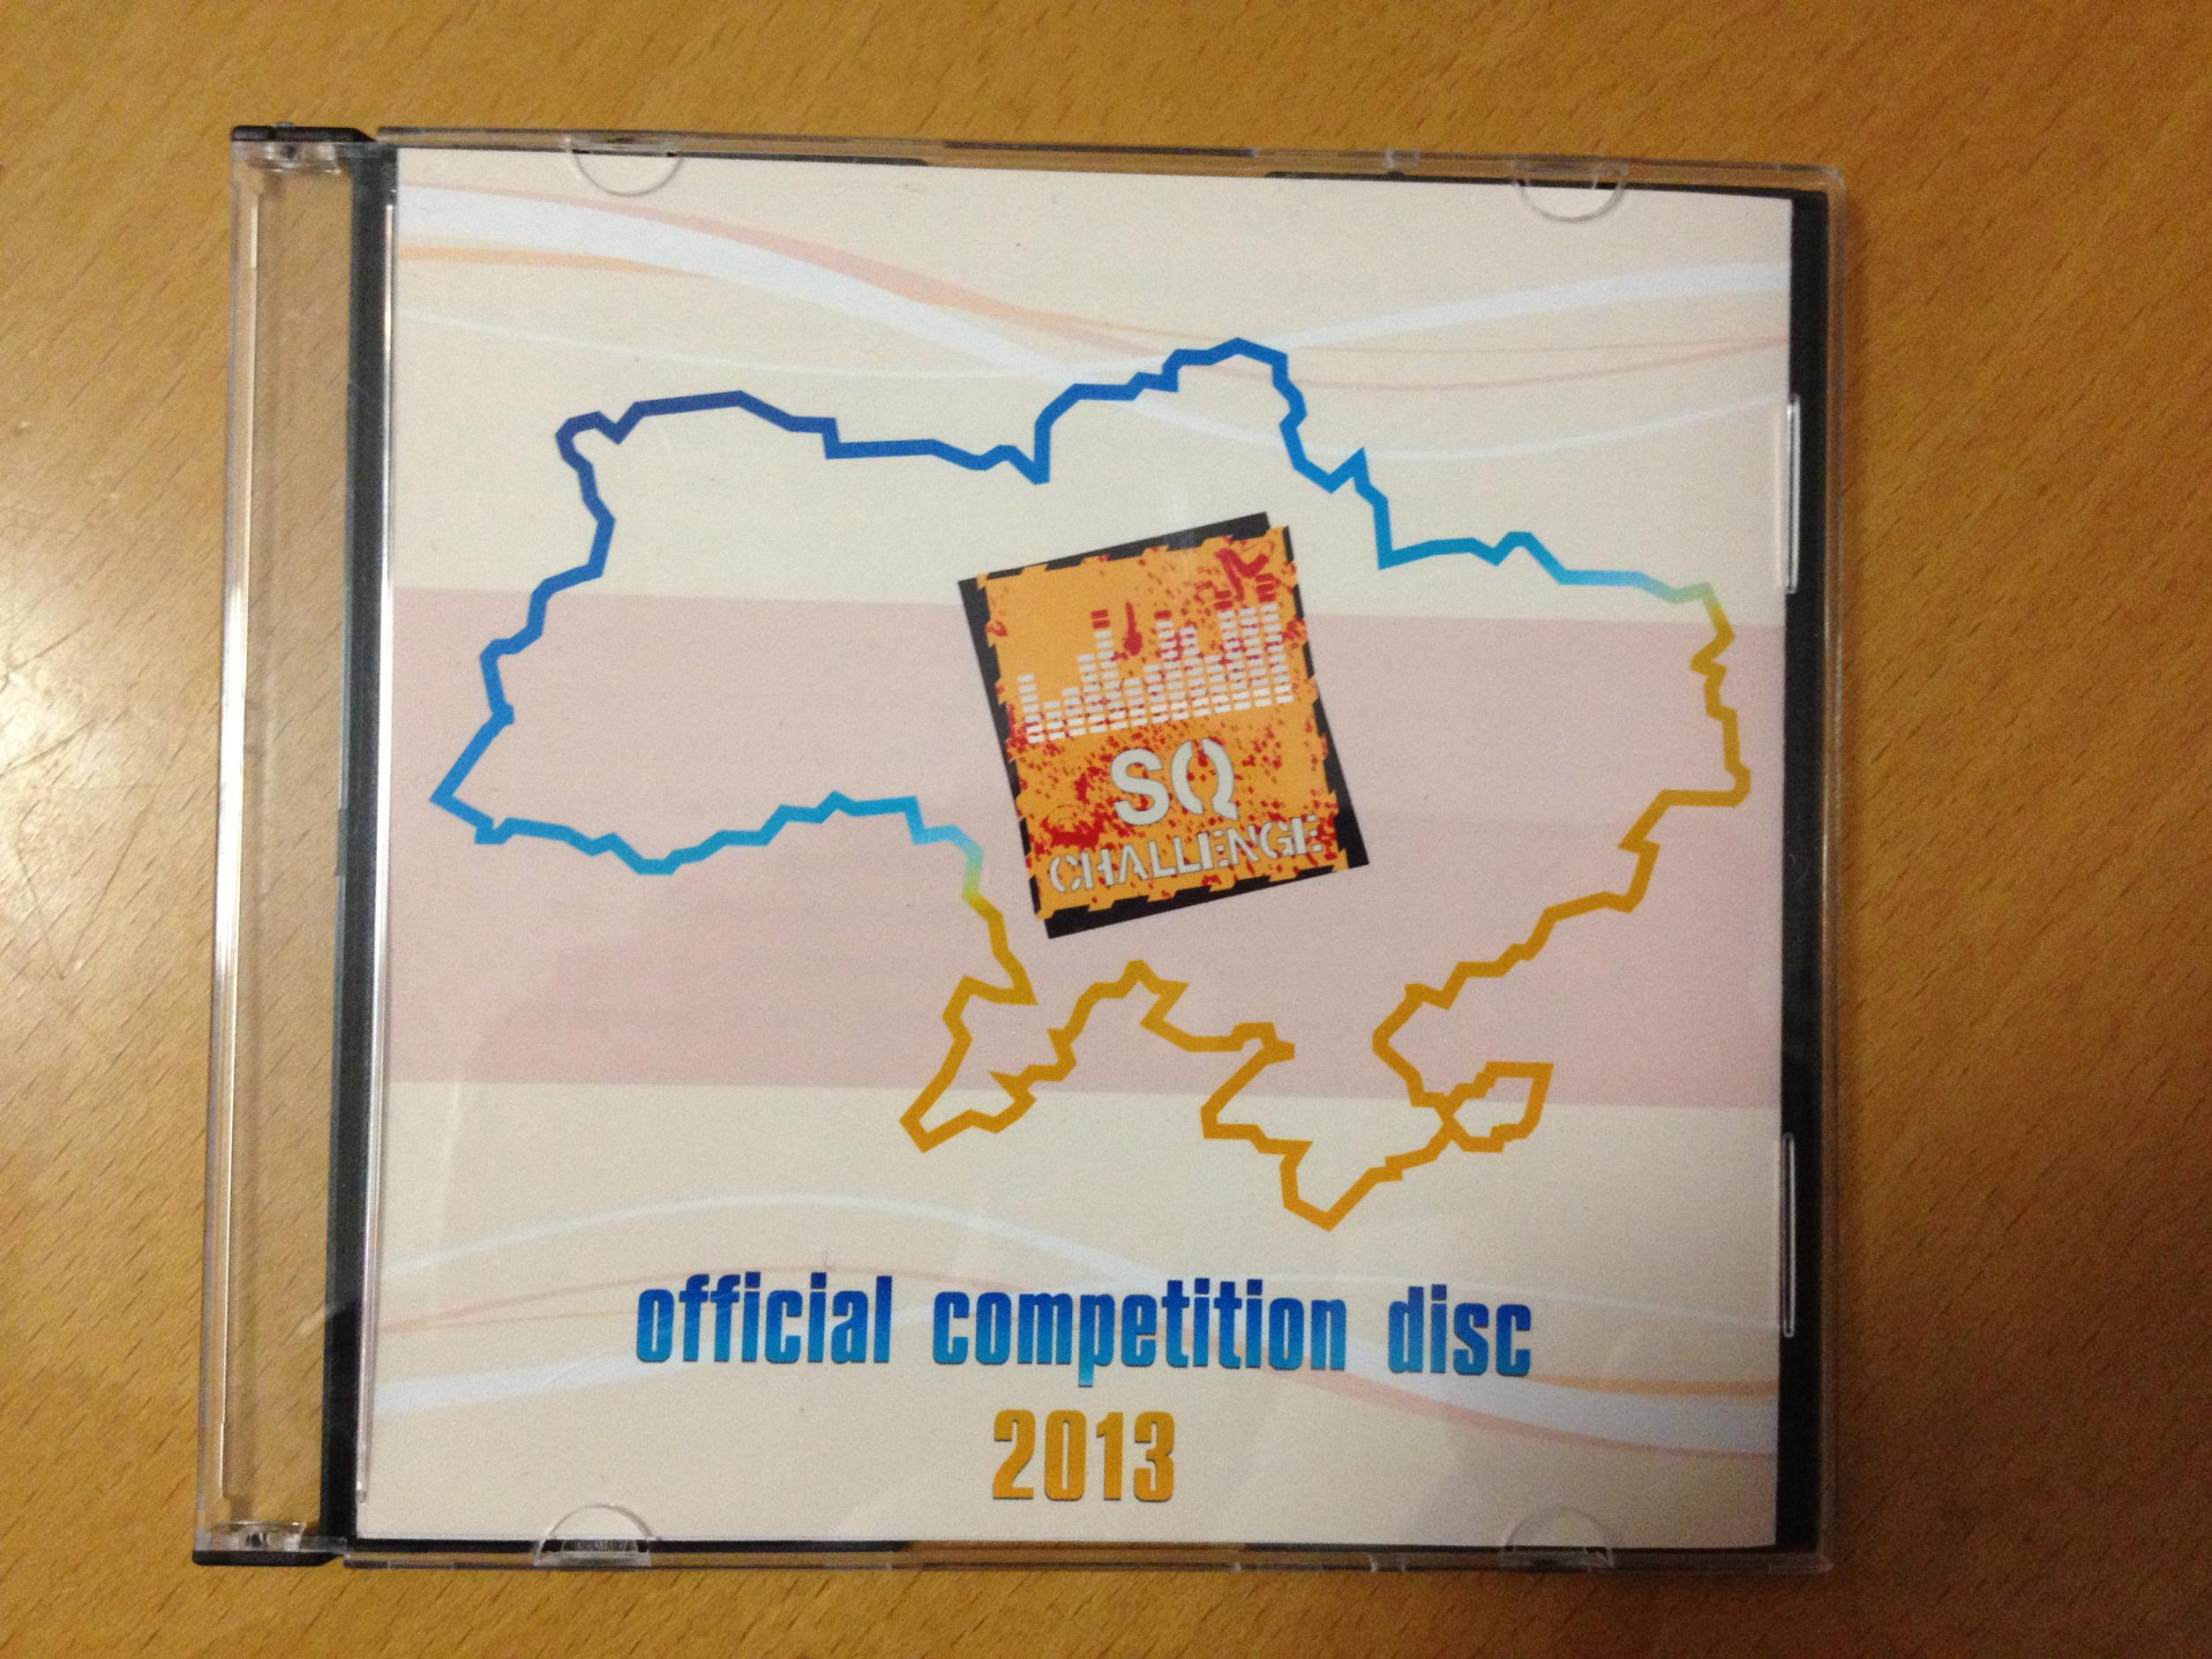 SQ
CHALLENGE
official competition disc
2013